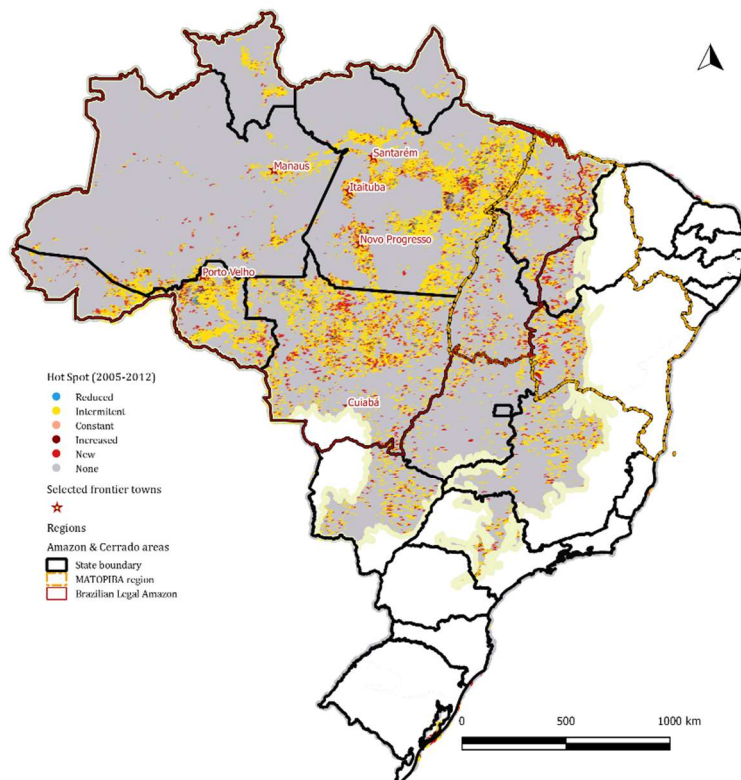 Santarém
Manaus
Itaituba
Novo Progresso
Porto Velho
Cuiabá
Hot Spot (2005-2012)
Reduced
Intermitent
Constant
Increased
New
None
Selected frontier towns
Regions
Amazon & Cerrado areas
State boundary
MATOPIBA region
Brazilian Legal Amazon
0 500 1000 km